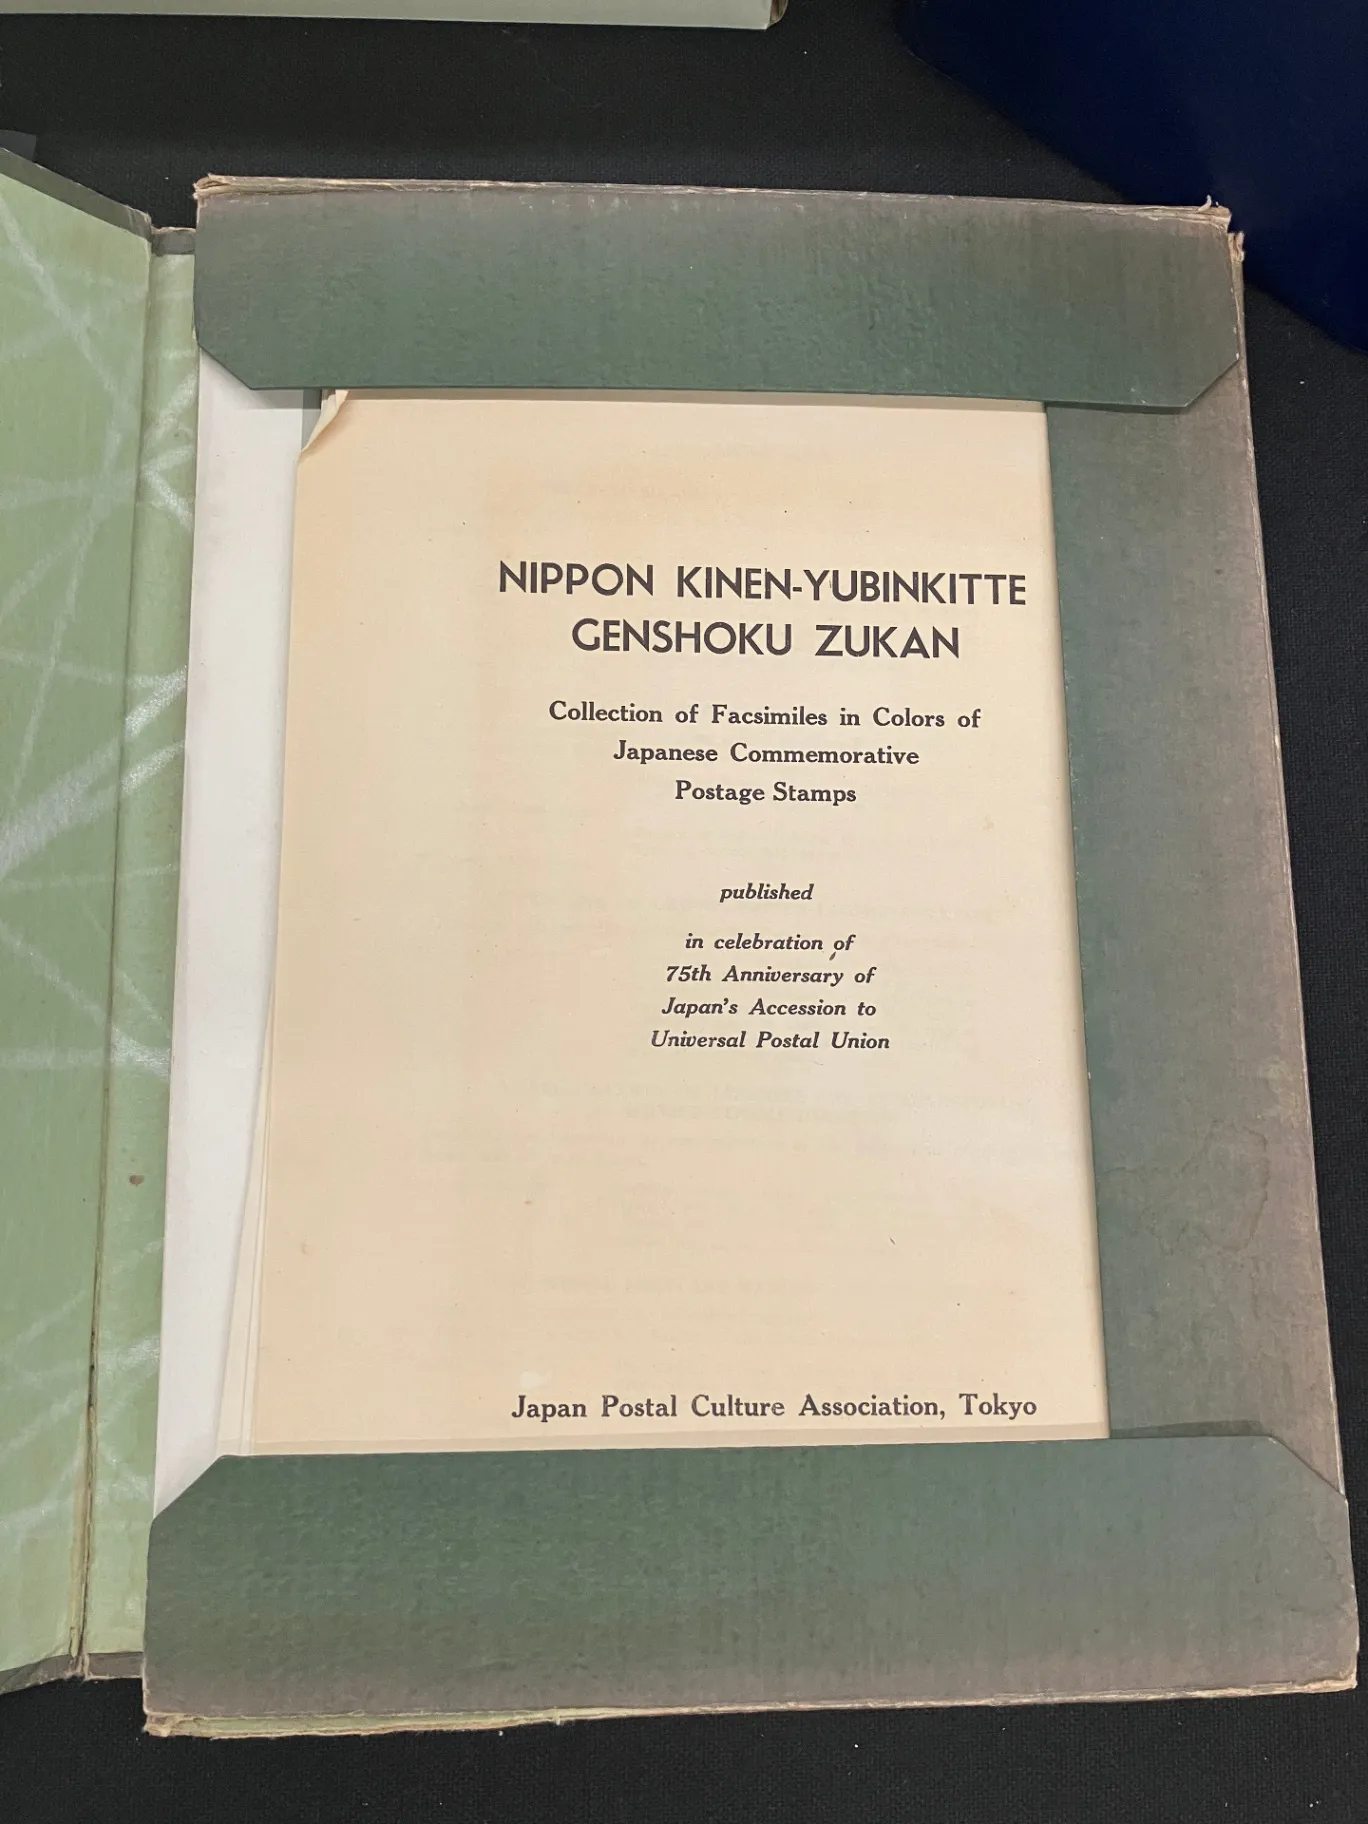 NIPPON KINEN-YUBINKITTE
GENSHOKU ZUKAN
Collection of Facsimiles in Colors of
Japanese Commemorative
Postage Stamps
published
in celebration of
75th Anniversary of
Japan's Accession to
Universal Postal Union
Japan Postal Culture Association, Tokyo